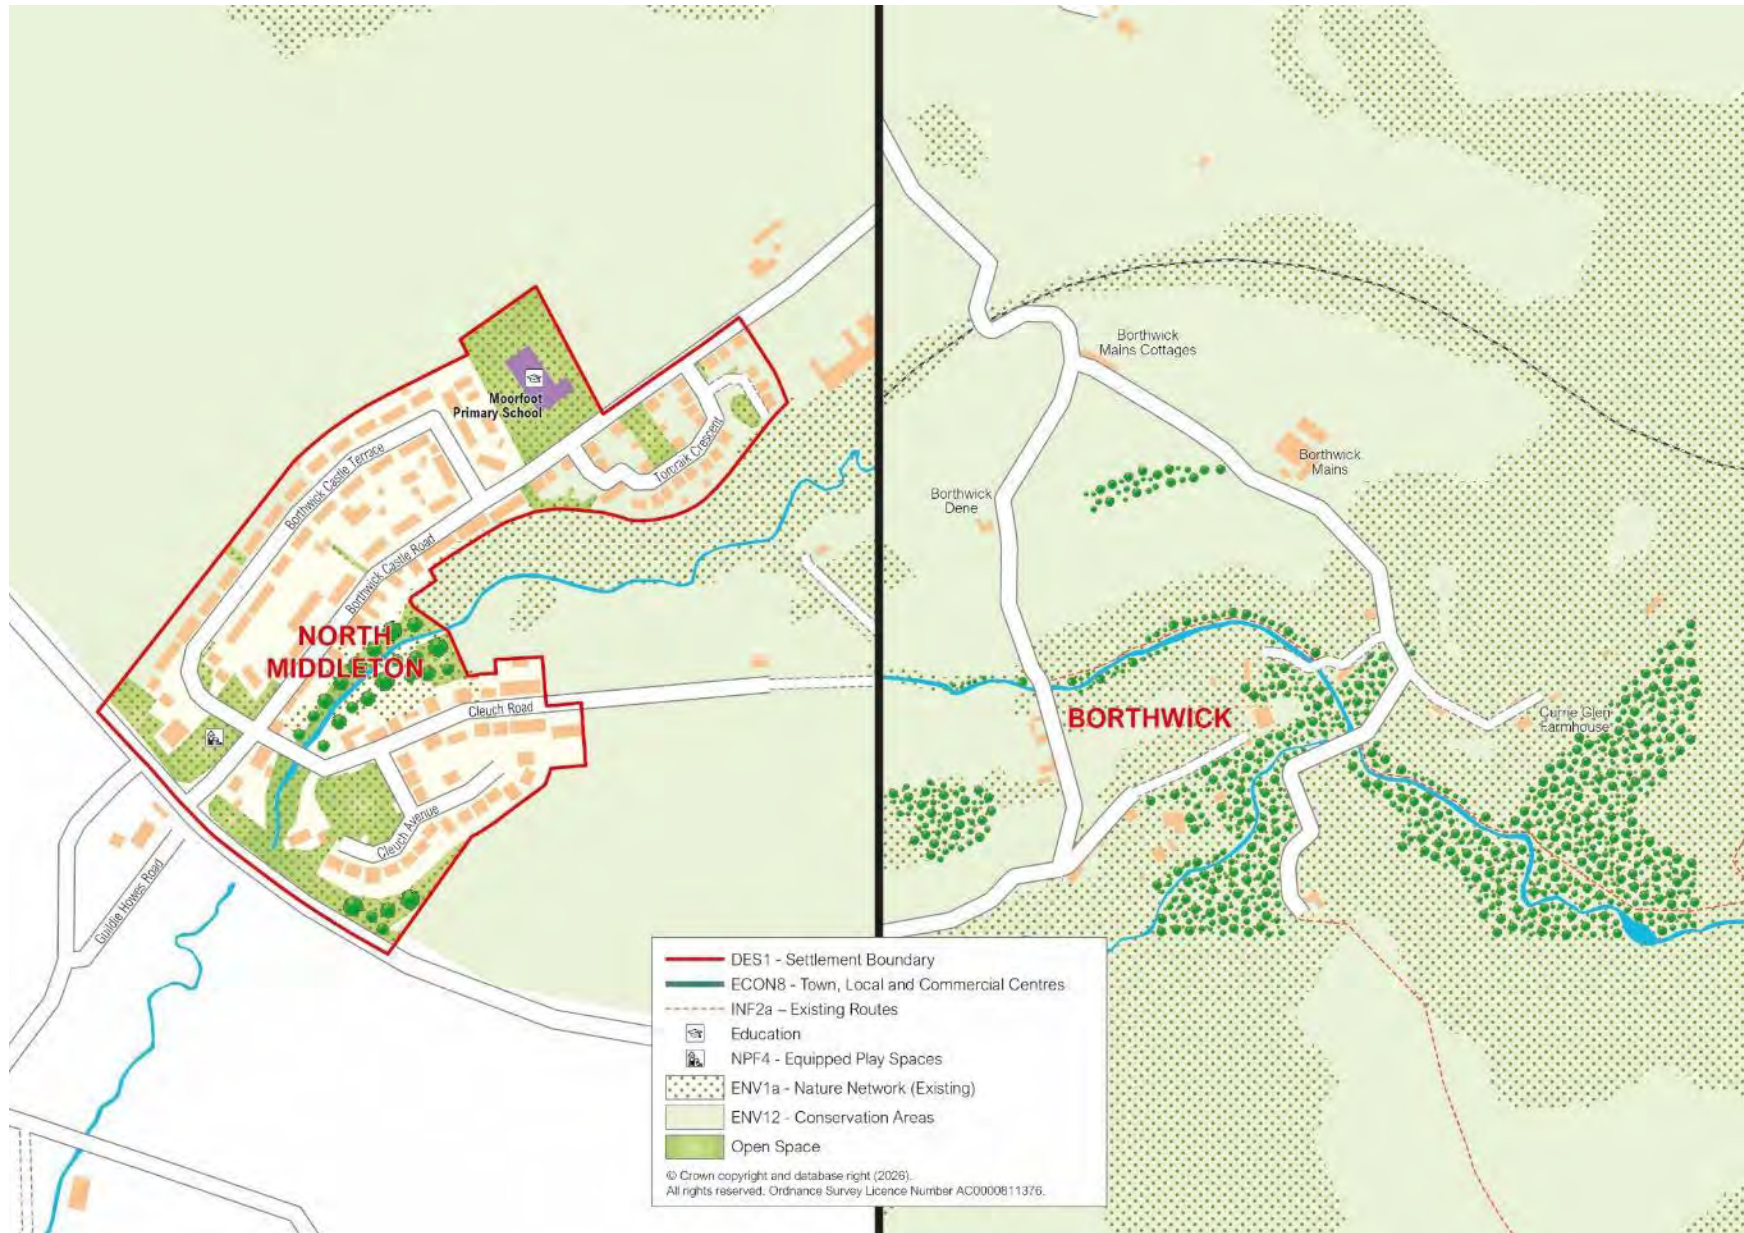 Moorfoot
Primary School
Torcraik Crescent
Borthwick Castle Terrace
Borthwick Castle Road
NORTH
MIDDLETON
Cleuch Road
Cleuch Avenue
Guildie Howes Road
Borthwick
Mains Cottages
Borthwick
Mains
Borthwick
Dene
BORTHWICK
Currie Glen
Farmhouse
DES1 - Settlement Boundary
ECON8 - Town, Local and Commercial Centres
INF2a – Existing Routes
Education
NPF4 - Equipped Play Spaces
ENV1a - Nature Network (Existing)
ENV12 - Conservation Areas
Open Space
© Crown copyright and database right (2026).
All rights reserved. Ordnance Survey Licence Number AC0000811376.